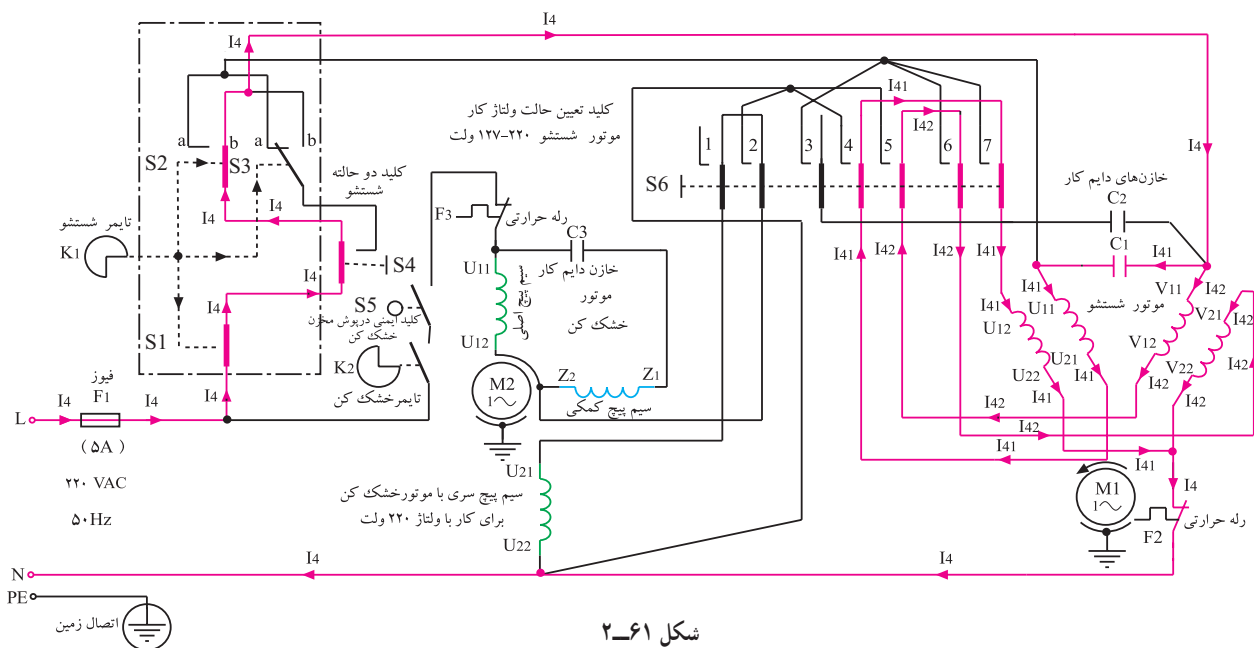 I4
I4
I4
a
b
a
b
S2
S3
کلید دو حالته
شستشو
تایمر شستشو
K1
I4
I4
I4
S4
I4
S1
I4
فیوز
F1
L
I4
I4
(۵A)
۲۲۰ VAC
۵۰Hz
کلید تعیین حالت ولتاژ کار
موتور شستشو ۲۲۰-۱۲۷ ولت
1
2
3
4
5
6
7
I41
I42
S6
F3
رله حرارتی
C3
خازن دایم کار
موتور
خشک کن
U11
سیم پیچ اصلی
U12
S5
کلید ایمنی درپوش مخزن
خشک کن
K2
تایمرخشک کن
M2
1~
Z2
Z1
سیم پیچ کمکی
U21
سیم پیچ سری با موتورخشک کن
برای کار با ولتاژ ۲۲۰ ولت
U22
I4
خازن‌های دایم کار
C2
C1
I41
I42
I42
I41
I41
I41
موتور شستشو
V11
I42
I41
U12
U11
V21
I42
V12
U22
U21
V22
I42
I41
I41
I42
I42
I42
I42
I41
I41
M1
1~
I4
رله حرارتی
F2
N
I4
I4
PE
اتصال زمین
شکل ۶۱—۲